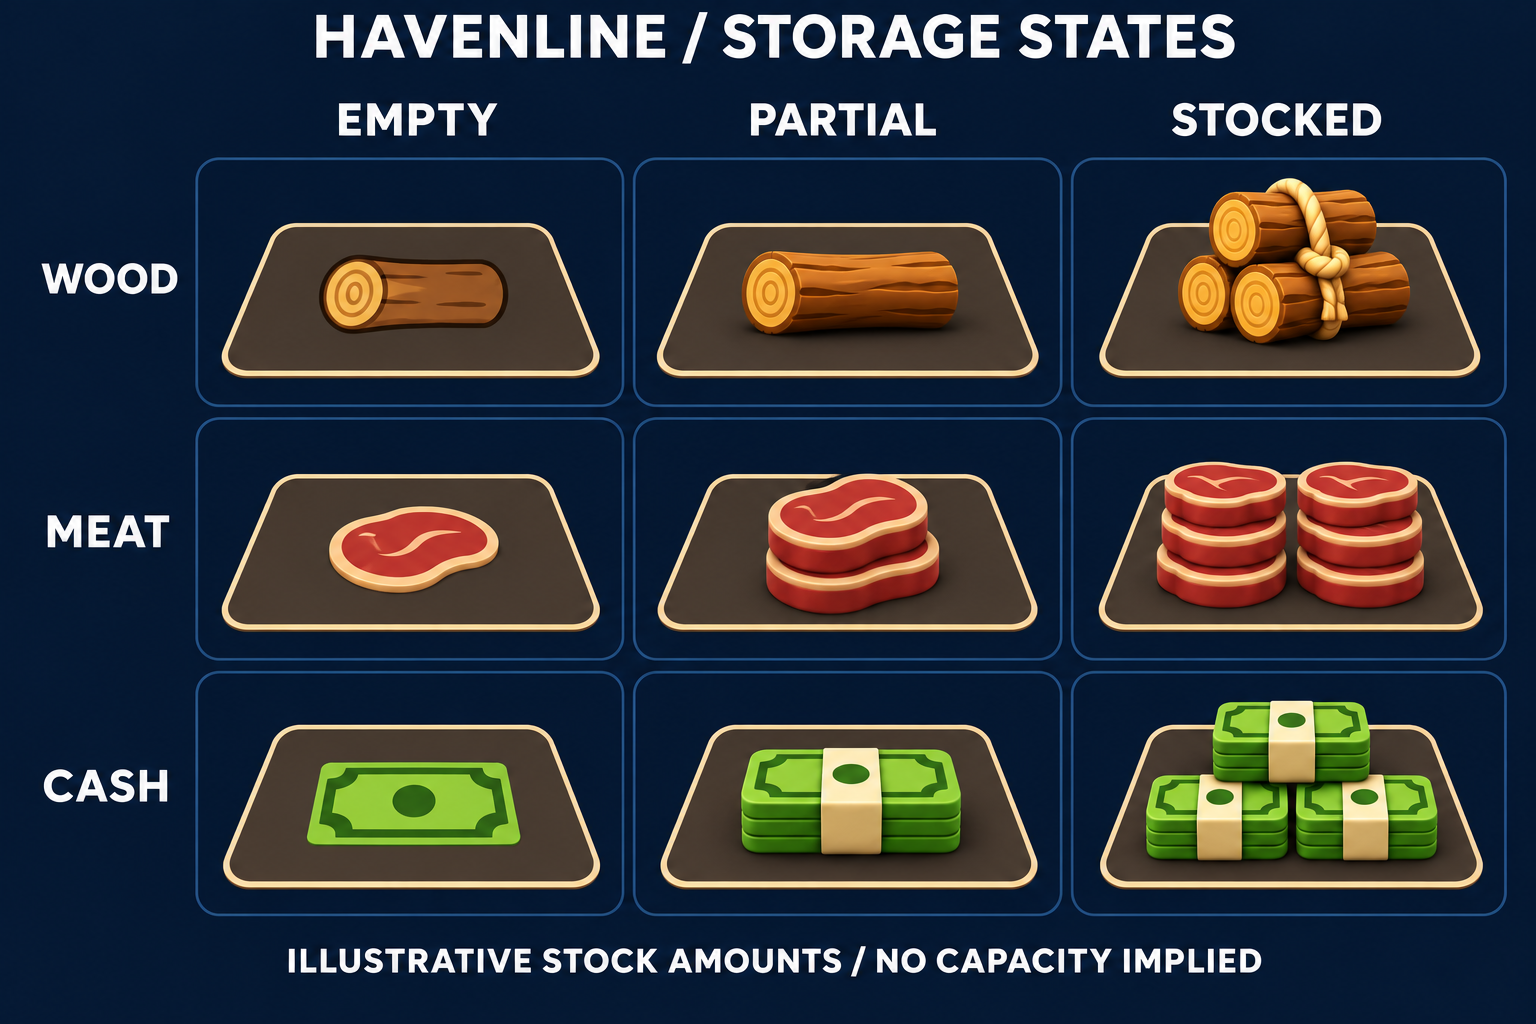 HAVENLINE / STORAGE STATES
EMPTY PARTIAL STOCKED
WOOD
MEAT
CASH
ILLUSTRATIVE STOCK AMOUNTS / NO CAPACITY IMPLIED